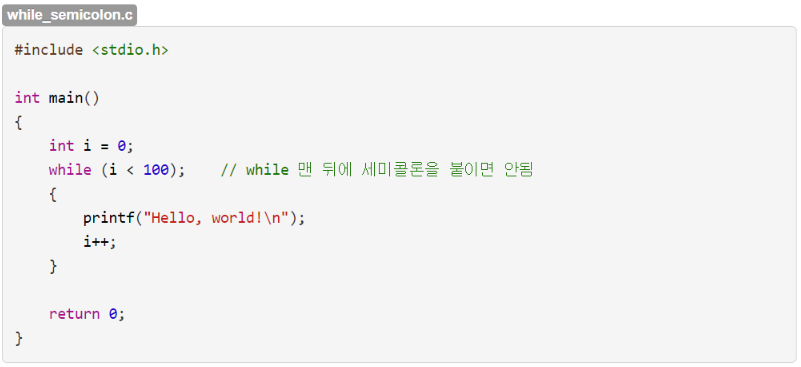 while_semicolon.c
#include <stdio.h>
int main()
{
int i = 0;
while (i < 100);    // while 맨 뒤에 세미콜론을 붙이면 안됨
{
printf("Hello, world!\n");
i++;
}
return 0;
}